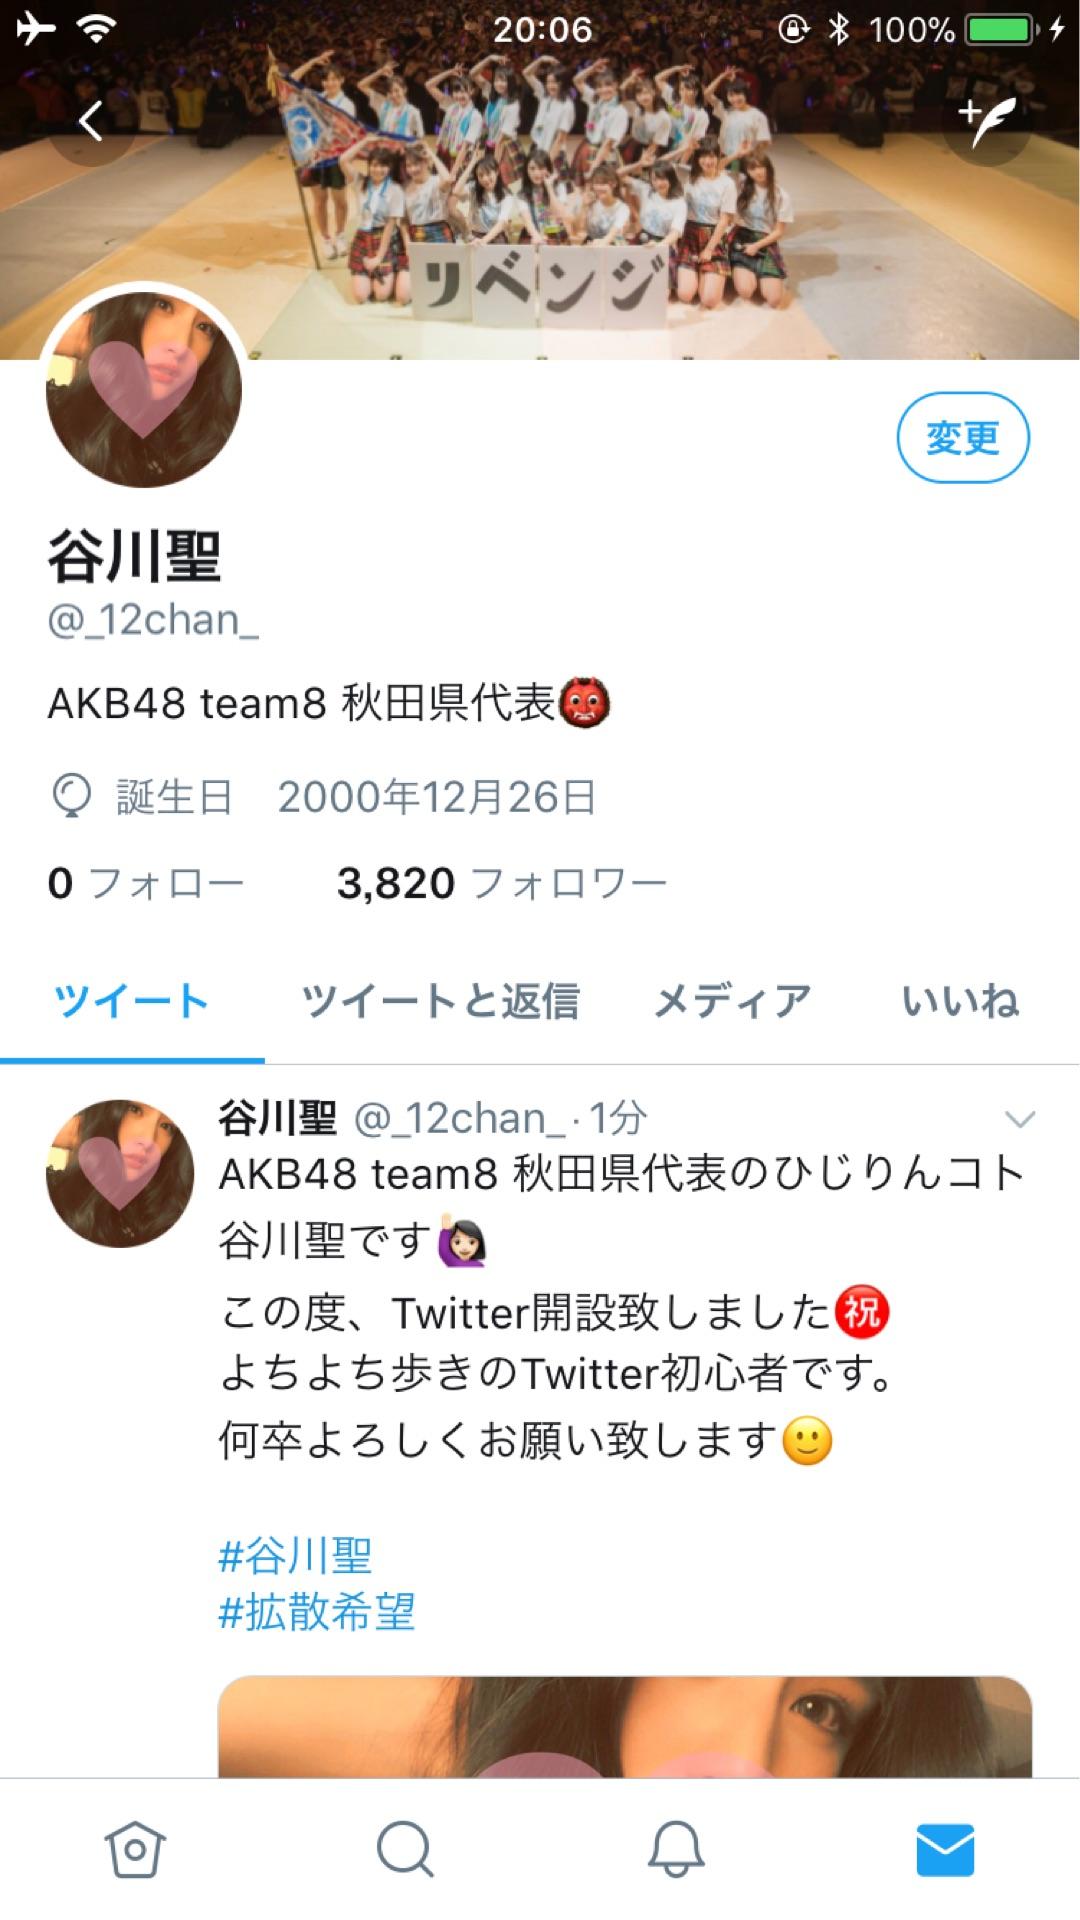 20:06
100%
リベンジ
変更
谷川聖
@_12chan_
AKB48 team8 秋田県代表👹
誕生日 2000年12月26日
0 フォロー 3,820 フォロワー
ツイート ツイートと返信 メディア いいね
谷川聖 @_12chan_ · 1分
AKB48 team8 秋田県代表のひじりんコト
谷川聖です🙋🏻‍♀️
この度、Twitter開設致しました㊗️
よちよち歩きのTwitter初心者です。
何卒よろしくお願い致します🙂
#谷川聖
#拡散希望